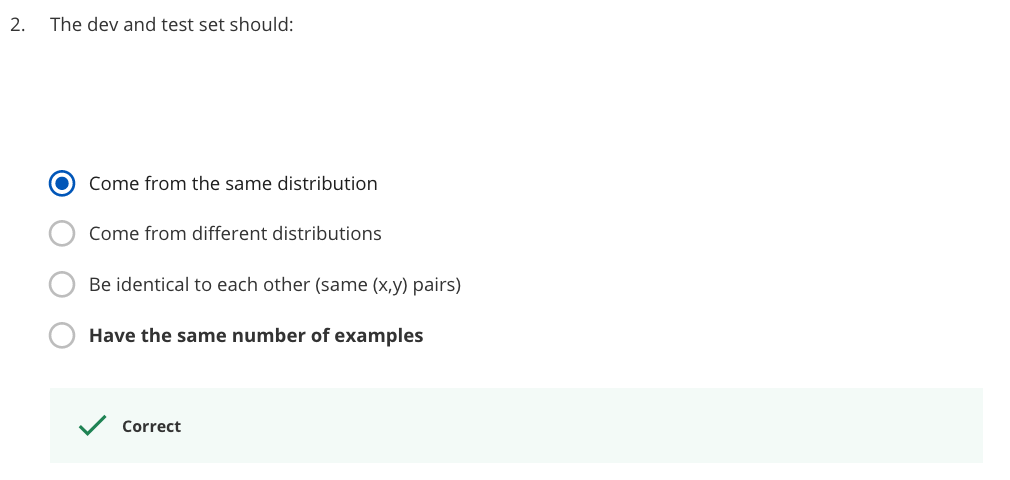 2. The dev and test set should:
Come from the same distribution
Come from different distributions
Be identical to each other (same (x,y) pairs)
Have the same number of examples
Correct